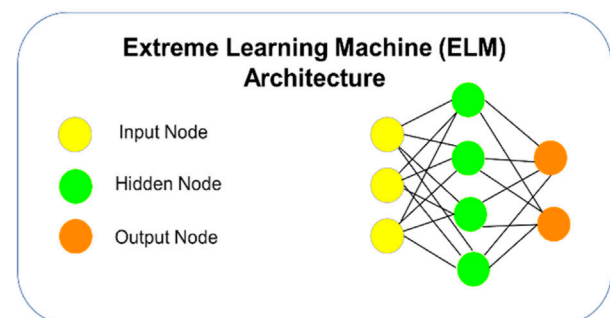 Extreme Learning Machine (ELM)
Architecture
Input Node
Hidden Node
Output Node